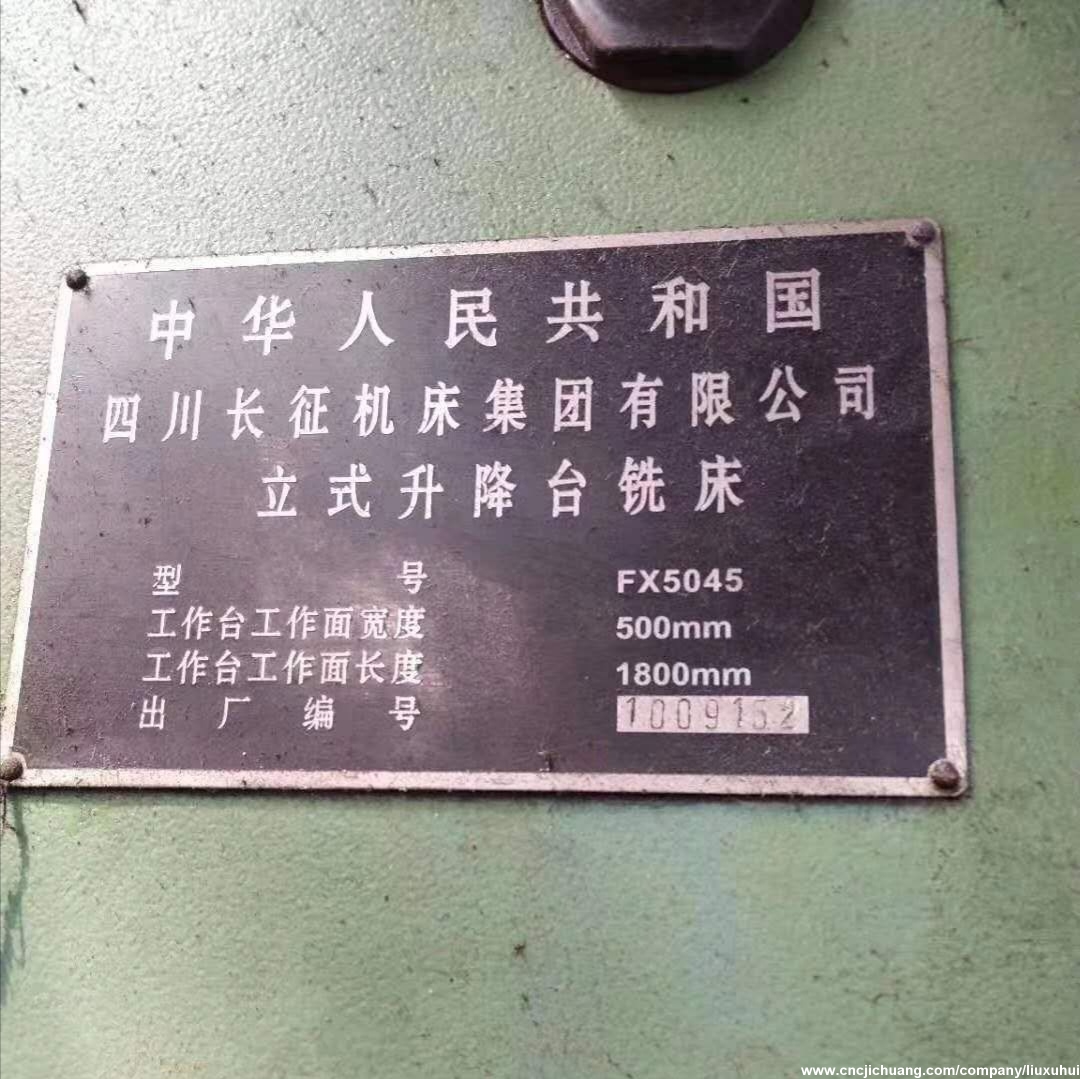 中华人民共和国
四川长征机床集团有限公司
立式升降台铣床
型号 FX5045
工作台工作面宽度 500mm
工作台工作面长度 1800mm
出厂编号 1009152
www.cncjichuang.com/company/liuxuhui